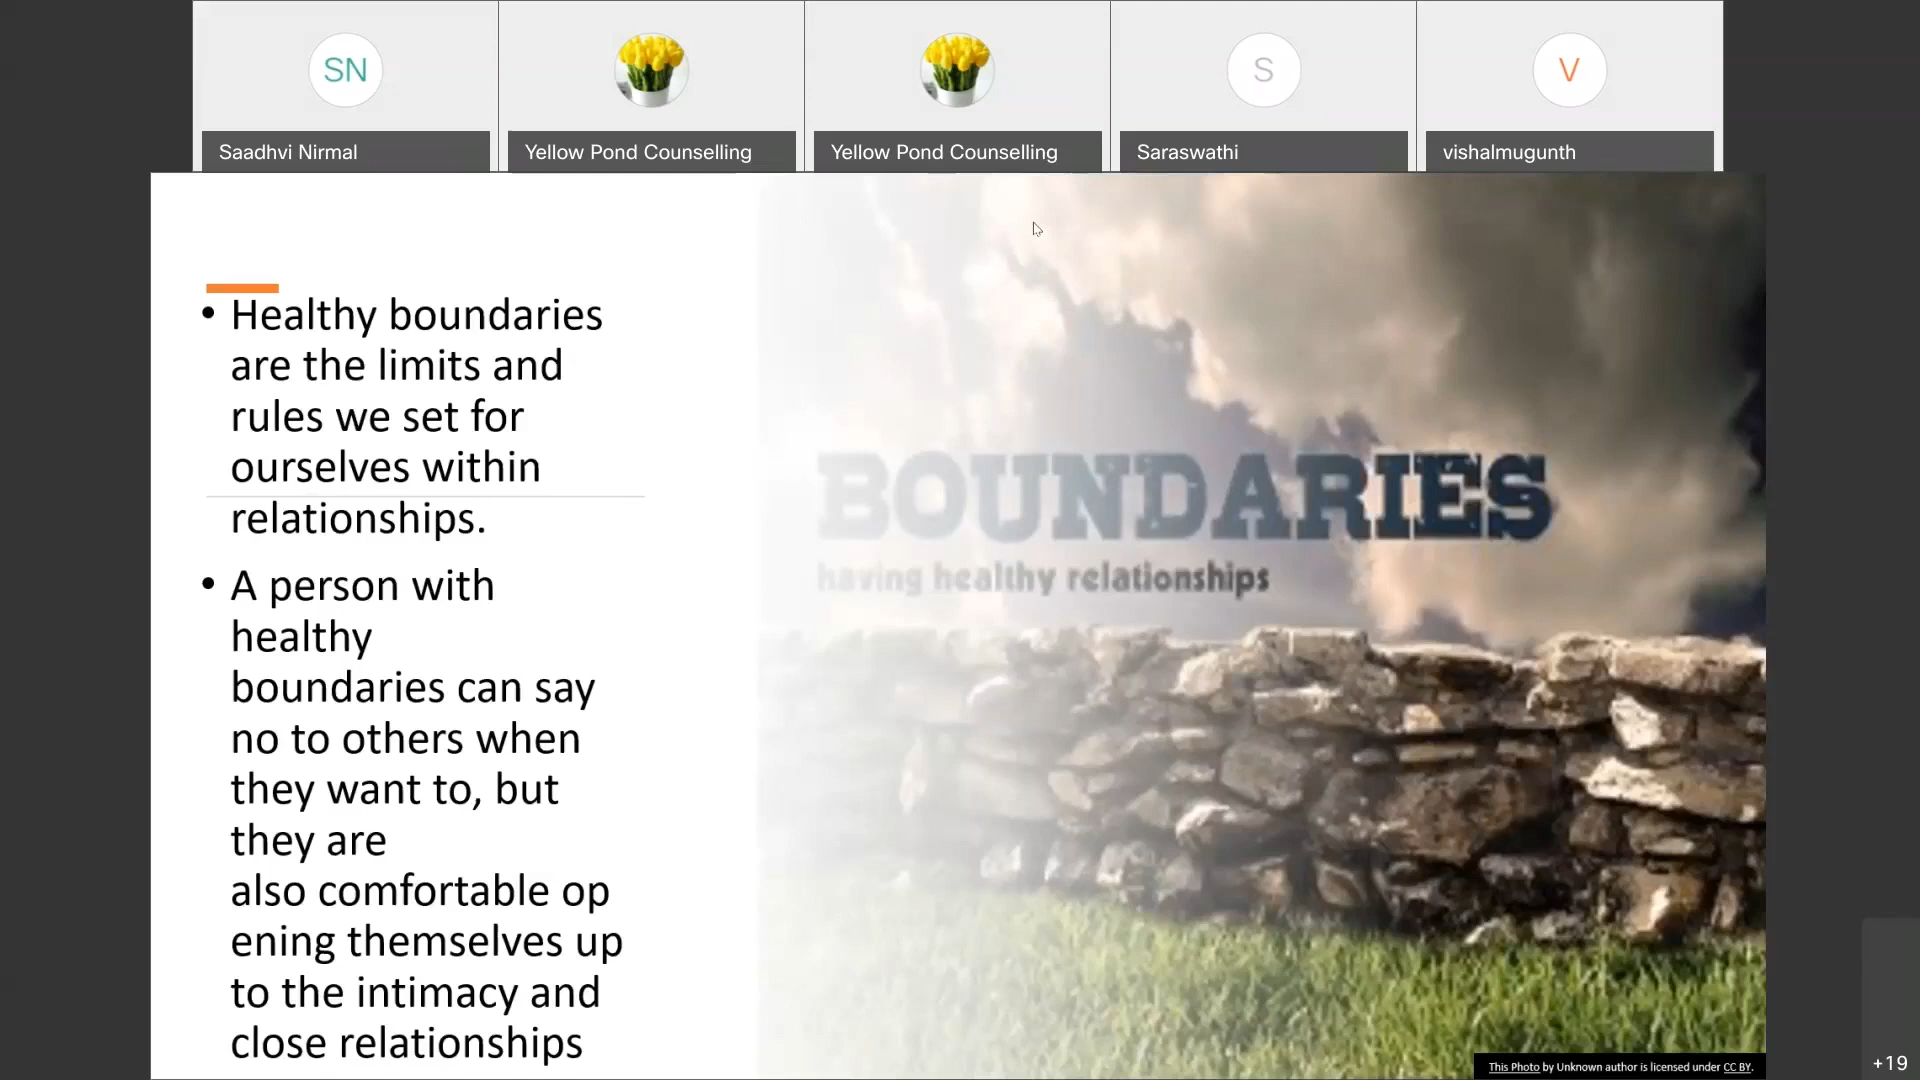 SN
S
V
Saadhvi Nirmal
Yellow Pond Counselling
Yellow Pond Counselling
Saraswathi
vishalmugunth
• Healthy boundaries
are the limits and
rules we set for
ourselves within
relationships.
• A person with
healthy
boundaries can say
no to others when
they want to, but
they are
also comfortable op
ening themselves up
to the intimacy and
close relationships
BOUNDARIES
having healthy relationships
This Photo by Unknown author is licensed under CC BY.
+19